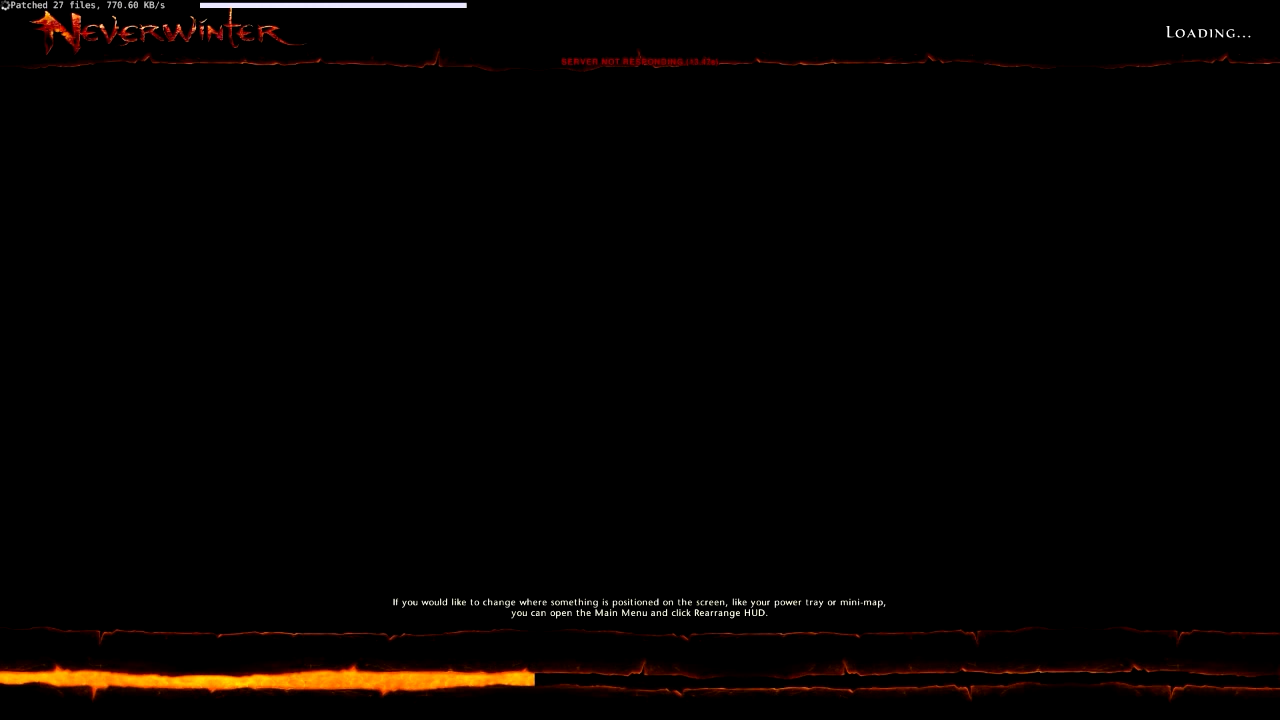 Patched 27 files, 770.60 KB/s
NEVERWINTER
LOADING...
SERVER NOT RESPONDING
If you would like to change where something is positioned on the screen, like your power tray or mini-map,
you can open the Main Menu and click Rearrange HUD.